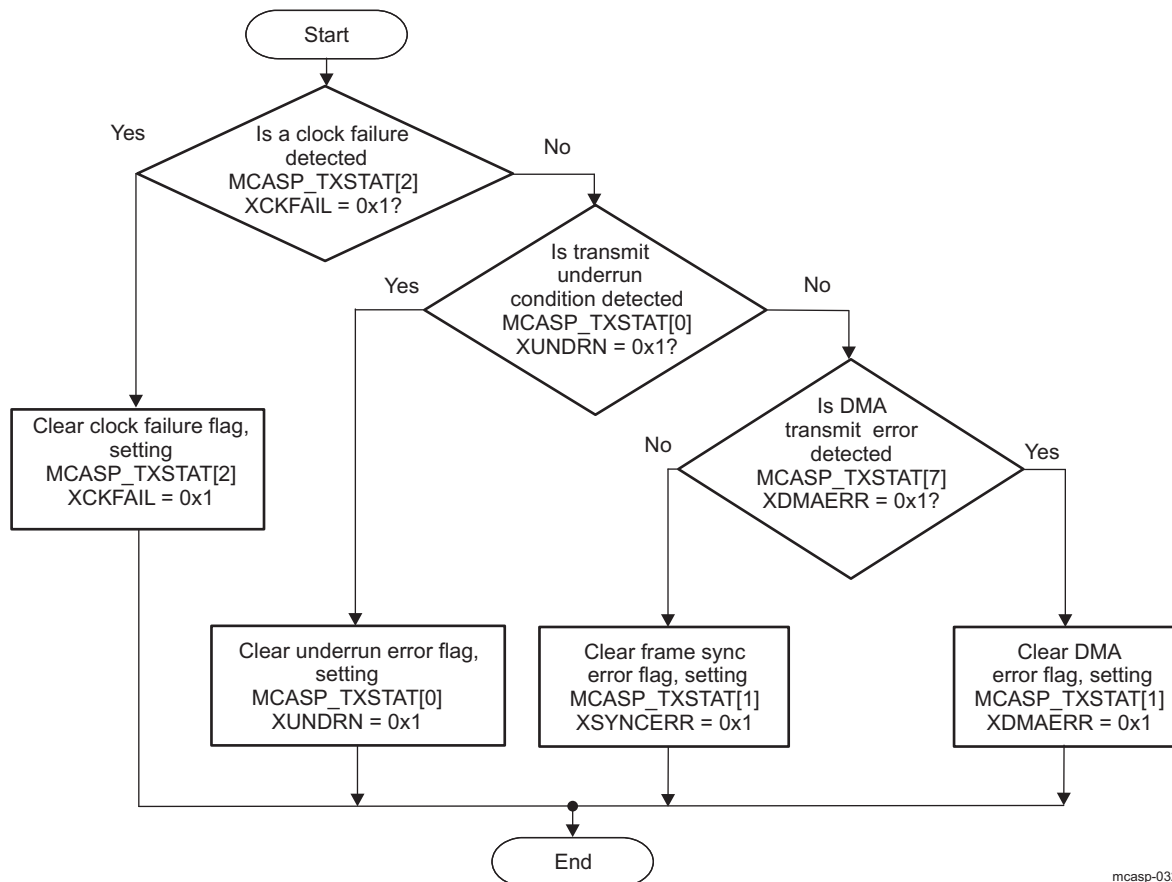 Start
Yes
Is a clock failure
detected
MCASP_TXSTAT[2]
XCKFAIL = 0x1?
No
Is transmit
underrun
condition detected
MCASP_TXSTAT[0]
XUNDRN = 0x1?
Yes
No
Is DMA
transmit error
detected
MCASP_TXSTAT[7]
XDMAERR = 0x1?
No
Yes
Clear clock failure flag,
setting
MCASP_TXSTAT[2]
XCKFAIL = 0x1
Clear underrun error flag,
setting
MCASP_TXSTAT[0]
XUNDRN = 0x1
Clear frame sync
error flag, setting
MCASP_TXSTAT[1]
XSYNCERR = 0x1
Clear DMA
error flag, setting
MCASP_TXSTAT[1]
XDMAERR = 0x1
End
mcasp-03